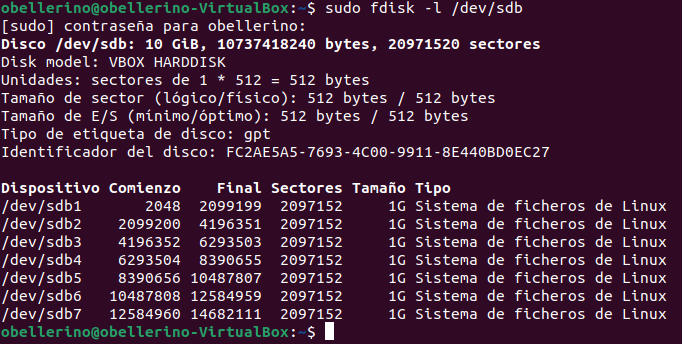 obellerino@obellerino-VirtualBox:~$ sudo fdisk -l /dev/sdb
[sudo] contraseña para obellerino:
Disco /dev/sdb: 10 GiB, 10737418240 bytes, 20971520 sectores
Disk model: VBOX HARDDISK
Unidades: sectores de 1 * 512 = 512 bytes
Tamaño de sector (lógico/físico): 512 bytes / 512 bytes
Tamaño de E/S (mínimo/óptimo): 512 bytes / 512 bytes
Tipo de etiqueta de disco: gpt
Identificador del disco: FC2AE5A5-7693-4C00-9911-8E440BD0EC27

Dispositivo Comienzo    Final Sectores Tamaño Tipo
/dev/sdb1       2048  2099199  2097152     1G Sistema de ficheros de Linux
/dev/sdb2    2099200  4196351  2097152     1G Sistema de ficheros de Linux
/dev/sdb3    4196352  6293503  2097152     1G Sistema de ficheros de Linux
/dev/sdb4    6293504  8390655  2097152     1G Sistema de ficheros de Linux
/dev/sdb5    8390656 10487807  2097152     1G Sistema de ficheros de Linux
/dev/sdb6   10487808 12584959  2097152     1G Sistema de ficheros de Linux
/dev/sdb7   12584960 14682111  2097152     1G Sistema de ficheros de Linux
obellerino@obellerino-VirtualBox:~$